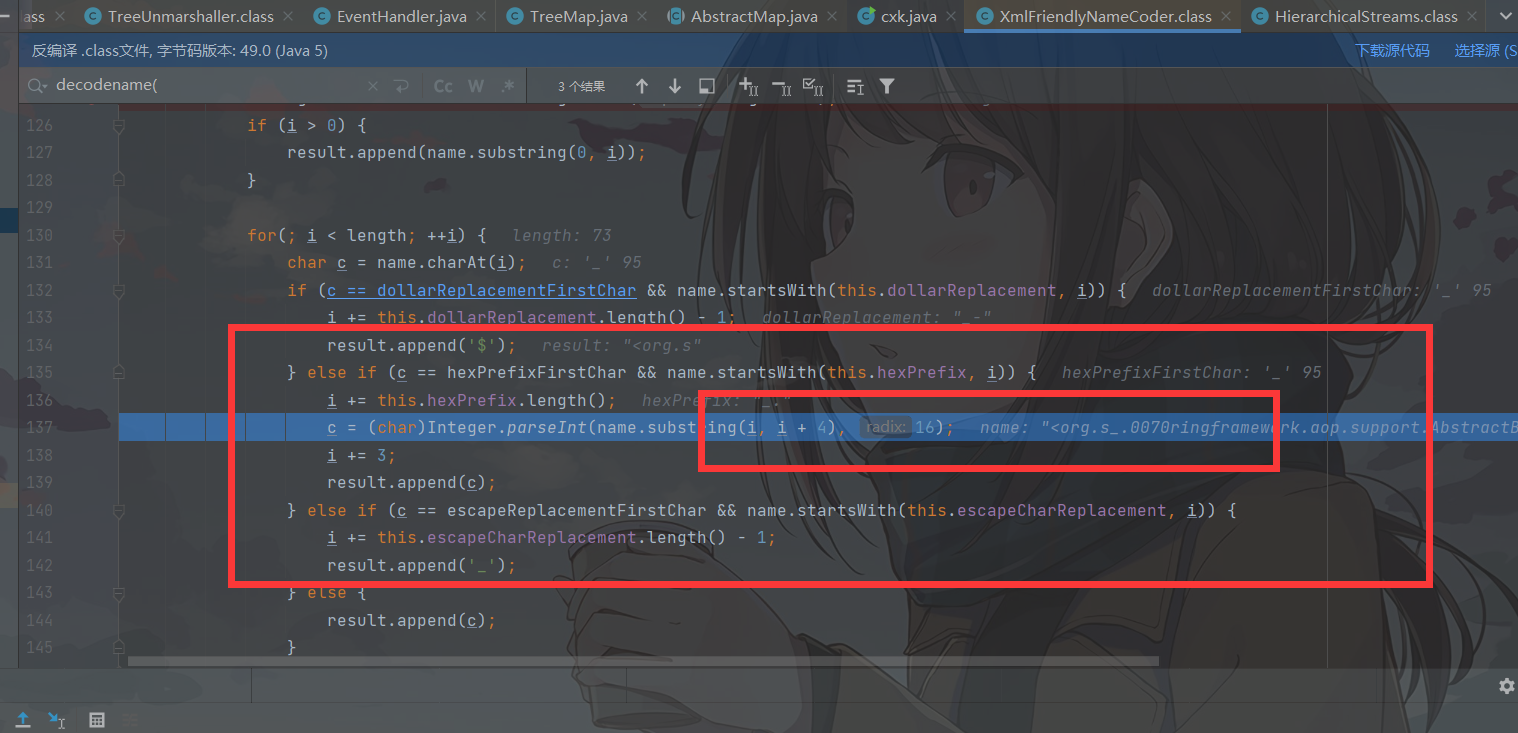 ass TreeUnmarshaller.class EventHandler.java TreeMap.java AbstractMap.java cxk.java XmlFriendlyNameCoder.class HierarchicalStreams.class
反编译 .class文件, 字节码版本: 49.0 (Java 5) 下载源代码 选择源 (S
decodename( Cc W .* 3 个结果
126 if (i > 0) {
127 result.append(name.substring(0, i));
128 }
129
130 for(; i < length; ++i) { length: 73
131 char c = name.charAt(i); c: '_' 95
132 if (c == dollarReplacementFirstChar && name.startsWith(this.dollarReplacement, i)) { dollarReplacementFirstChar: '_' 95
133 i += this.dollarReplacement.length() - 1; dollarReplacement: "_-"
134 result.append('$'); result: "<org.s"
135 } else if (c == hexPrefixFirstChar && name.startsWith(this.hexPrefix, i)) { hexPrefixFirstChar: '_' 95
136 i += this.hexPrefix.length(); hexPrefix: "_."
137 c = (char)Integer.parseInt(name.substring(i, i + 4), radix: 16); name: "<org.s_.0070ringframework.aop.support.AbstractB
138 i += 3;
139 result.append(c);
140 } else if (c == escapeReplacementFirstChar && name.startsWith(this.escapeCharReplacement, i)) {
141 i += this.escapeCharReplacement.length() - 1;
142 result.append('_');
143 } else {
144 result.append(c);
145 }